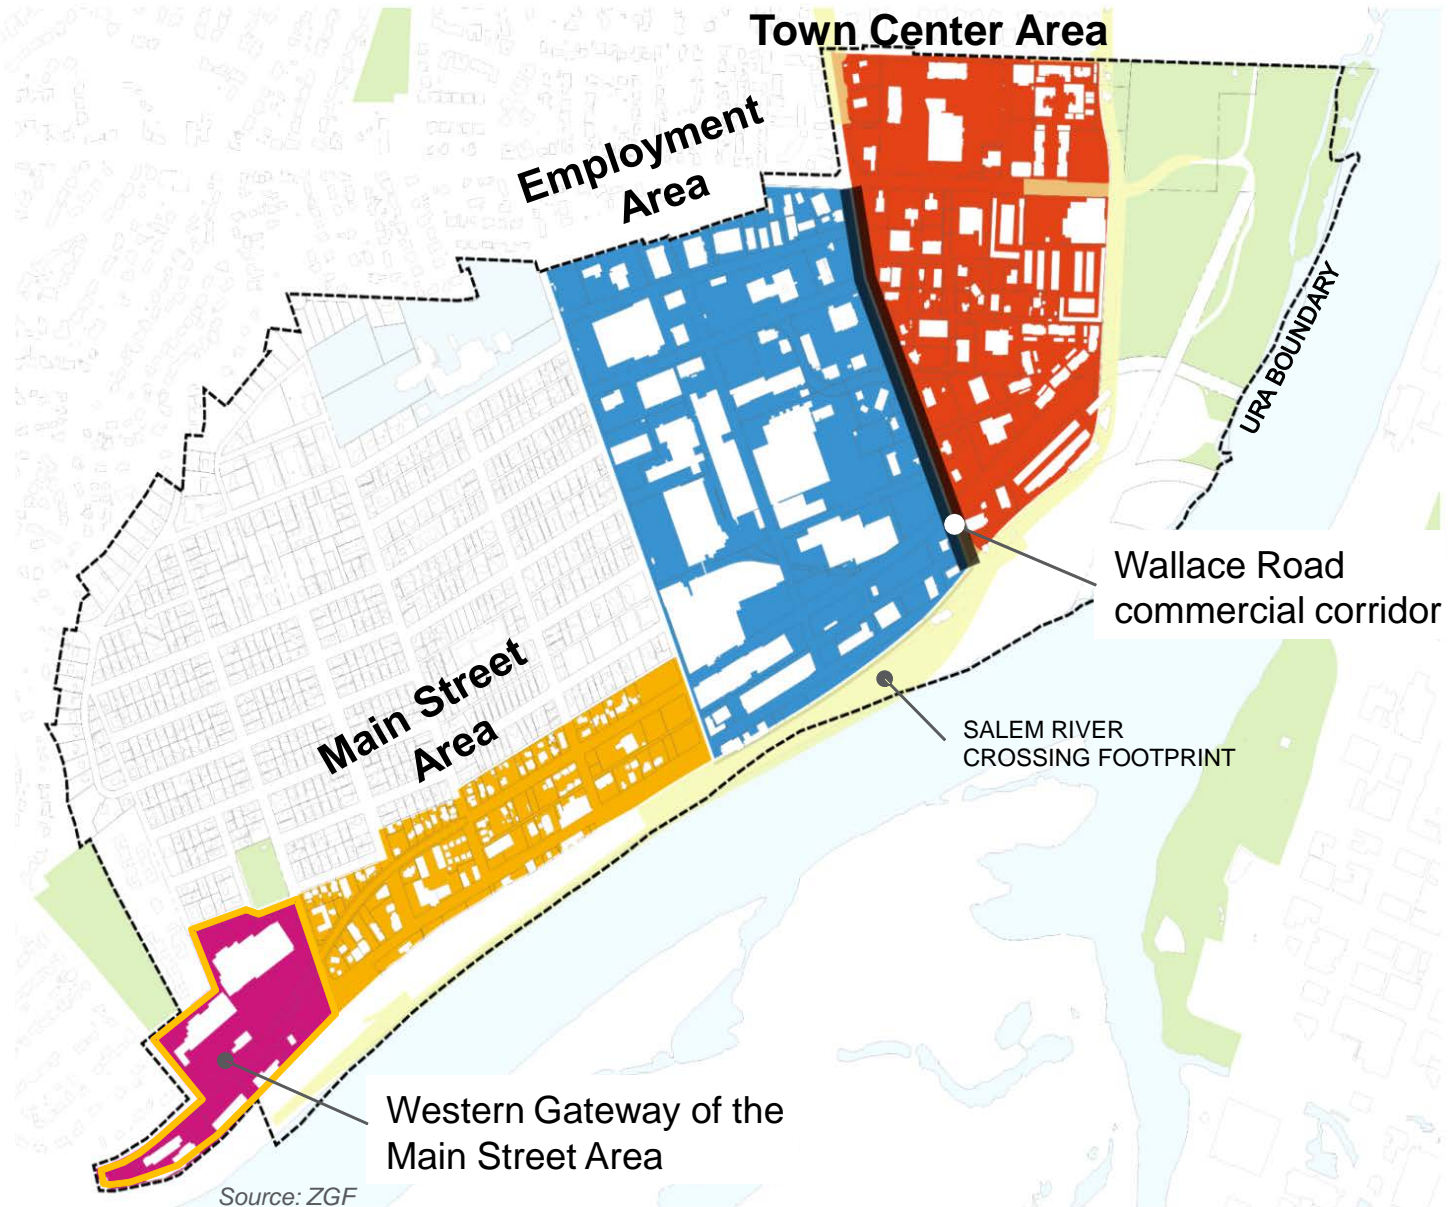 Town Center Area
Employment
Area
URA BOUNDARY
Wallace Road
commercial corridor
Main Street
Area
SALEM RIVER
CROSSING FOOTPRINT
Western Gateway of the
Main Street Area
Source: ZGF